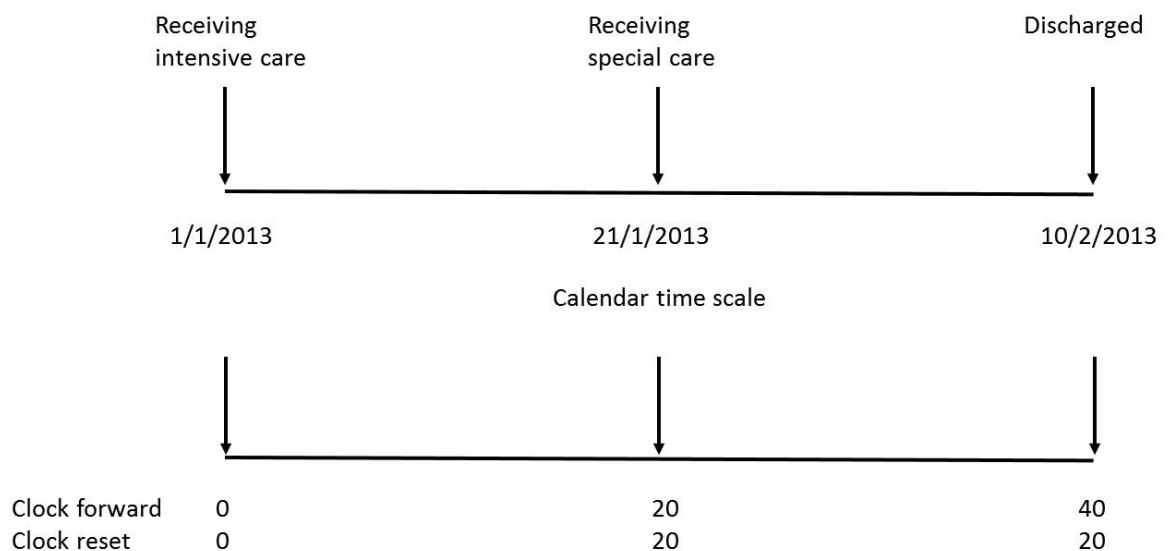 Receiving intensive care
Receiving special care
Discharged
1/1/2013 21/1/2013 10/2/2013
Calendar time scale
Clock forward 0 20 40
Clock reset 0 20 20